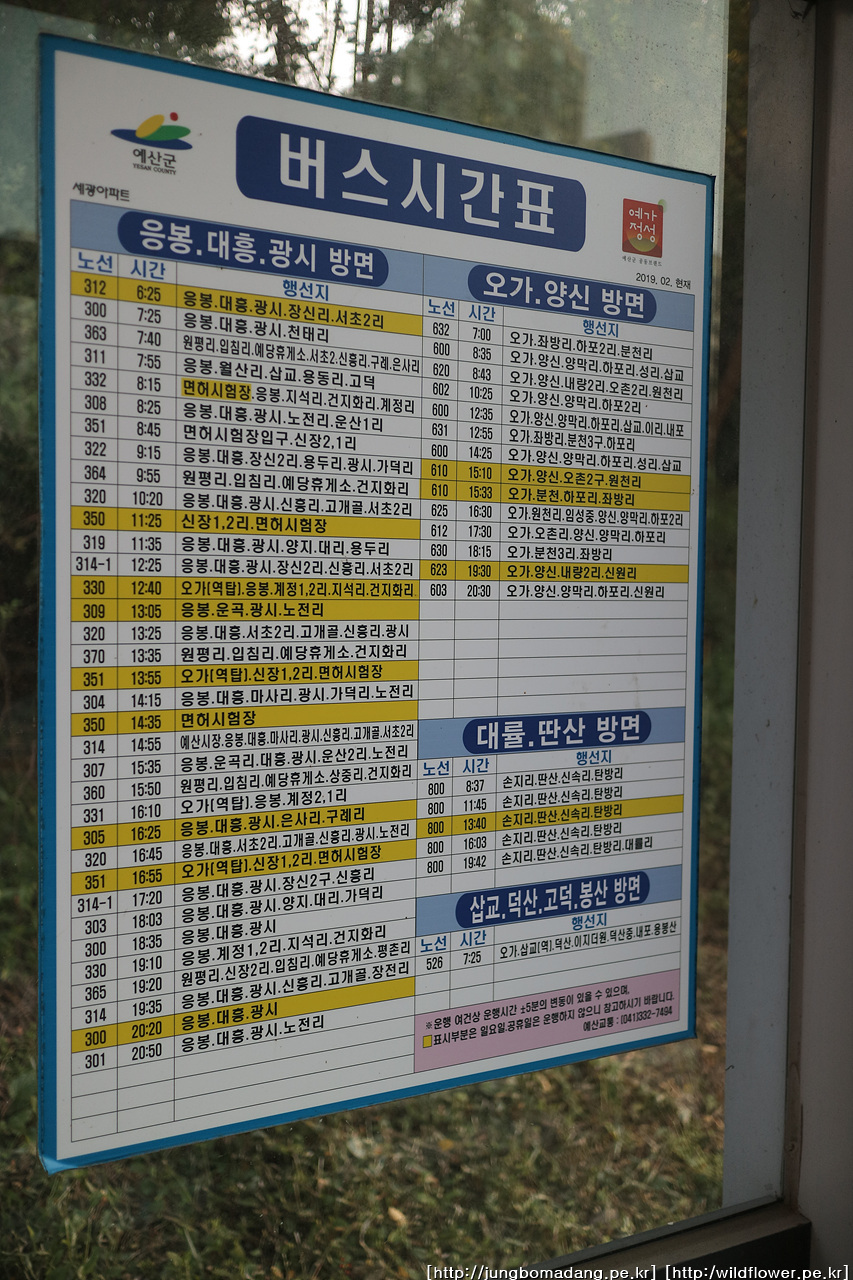 예산군
YESAN COUNTY
세광아파트
버스시간표
예가정성
예산군 공동브랜드
2019. 02. 현재
응봉.대흥.광시 방면
노선 시간 행선지
312 6:25 응봉.대흥.광시.장신리.서초2리
300 7:25 응봉.대흥.광시.천태리
363 7:40 원평리.입침리.예당휴게소.서초2.신흥리.구례.은사리
311 7:55 응봉.월산리.삽교.용동리.고덕
332 8:15 면허시험장.응봉.지석리.건지화리.계정리
308 8:25 응봉.대흥.광시.노전리.운산1리
351 8:45 면허시험장입구.신장2,1리
322 9:15 응봉.대흥.장신2리.용두리.광시.가덕리
364 9:55 원평리.입침리.예당휴게소.건지화리
320 10:20 응봉.대흥.광시.신흥리.고개골.서초2리
350 11:25 신장1,2리.면허시험장
319 11:35 응봉.대흥.광시.양지.대리.용두리
314-1 12:25 응봉.대흥.광시.장신2리.신흥리.서초2리
330 12:40 오가(역탑).응봉.계정1,2리.지석리.건지화리.
309 13:05 응봉.운곡.광시.노전리
320 13:25 응봉.대흥.서초2리.고개골.신흥리.광시
370 13:35 원평리.입침리.예당휴게소.건지화리
351 13:55 오가(역탑).신장1,2리.면허시험장
304 14:15 응봉.대흥.마사리.광시.가덕리.노전리
350 14:35 면허시험장
314 14:55 예산시장.응봉.대흥.마사리.광시.신흥리.고개골.서초2리
307 15:35 응봉.운곡리.대흥.광시.운산2리.노전리
360 15:50 원평리.입침리.예당휴게소.상중리.건지화리
331 16:10 오가(역탑).응봉.계정2,1리
305 16:25 응봉.대흥.광시.은사리.구례리
320 16:45 응봉.대흥.서초2리.고개골.신흥리.광시.노전리
351 16:55 오가(역탑).신장1,2리.면허시험장
314-1 17:20 응봉.대흥.광시.장신2구.신흥리
303 18:03 응봉.대흥.광시.양지.대리.가덕리
300 18:35 응봉.대흥.광시
330 19:10 응봉.계정1,2리.지석리.건지화리
365 19:20 원평리.신장2리.입침리.예당휴게소.평촌리
314 19:35 응봉.대흥.광시.신흥리.고개골.장전리
300 20:20 응봉.대흥.광시
301 20:50 응봉.대흥.광시.노전리
오가.양신 방면
노선 시간 행선지
632 7:00 오가.좌방리.하포2리.분천리
600 8:35 오가.양신.양막리.하포리.성리.삽교
620 8:43 오가.양신.내량2리.오촌2리.원천리
602 10:25 오가.양신.양막리.하포2리
600 12:35 오가.양신.양막리.하포리.삽교.이리.내포
631 12:55 오가.좌방리.분천3구.하포리
600 14:25 오가.양신.양막리.하포리.성리.삽교
610 15:10 오가.양신.오촌2구.원천리
610 15:33 오가.분천.하포리.좌방리
625 16:30 오가.원천리.임성중.양신.양막리.하포2리
612 17:30 오가.오촌리.양신.양막리.하포리
630 18:15 오가.분천3리.좌방리
623 19:30 오가.양신.내량2리.신원리
603 20:30 오가.양신.양막리.하포리.신원리
대률.딴산 방면
노선 시간 행선지
800 8:37 손지리.딴산.신속리.탄방리
800 11:45 손지리.딴산.신속리.탄방리
800 13:40 손지리.딴산.신속리.탄방리
800 16:03 손지리.딴산.신속리.탄방리
800 19:42 손지리.딴산.신속리.탄방리.대률리
삽교.덕산.고덕.봉산 방면
노선 시간 행선지
526 7:25 오가.삽교(역).덕산.이지더원.덕산중.내포.용봉산
※운행 여건상 운행시간 ±5분의 변동이 있을 수 있으며,
표시부분은 일요일.공휴일은 운행하지 않으니 참고하시기 바랍니다.
예산교통 : (041)332-7494
[http://jungbomadang.pe.kr] [http:/wildflower.pe.kr]